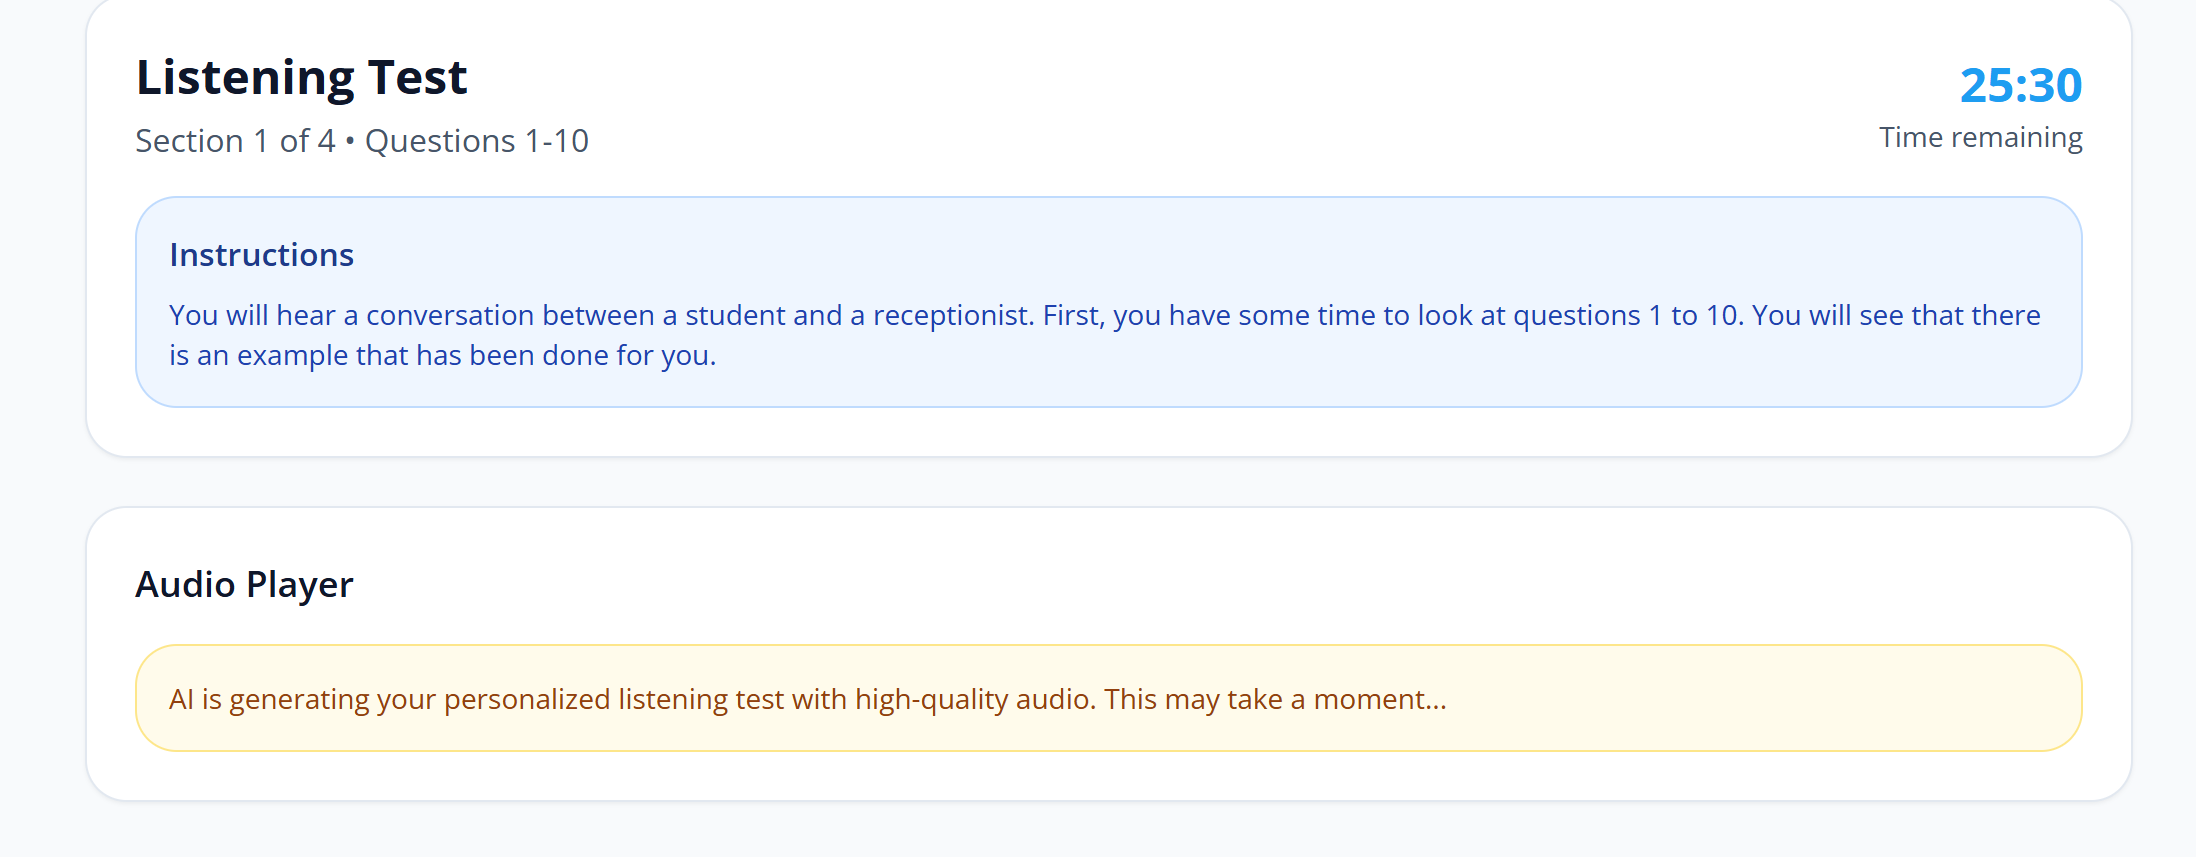 Listening Test
25:30
Section 1 of 4 • Questions 1-10
Time remaining
Instructions
You will hear a conversation between a student and a receptionist. First, you have some time to look at questions 1 to 10. You will see that there
is an example that has been done for you.
Audio Player
AI is generating your personalized listening test with high-quality audio. This may take a moment...